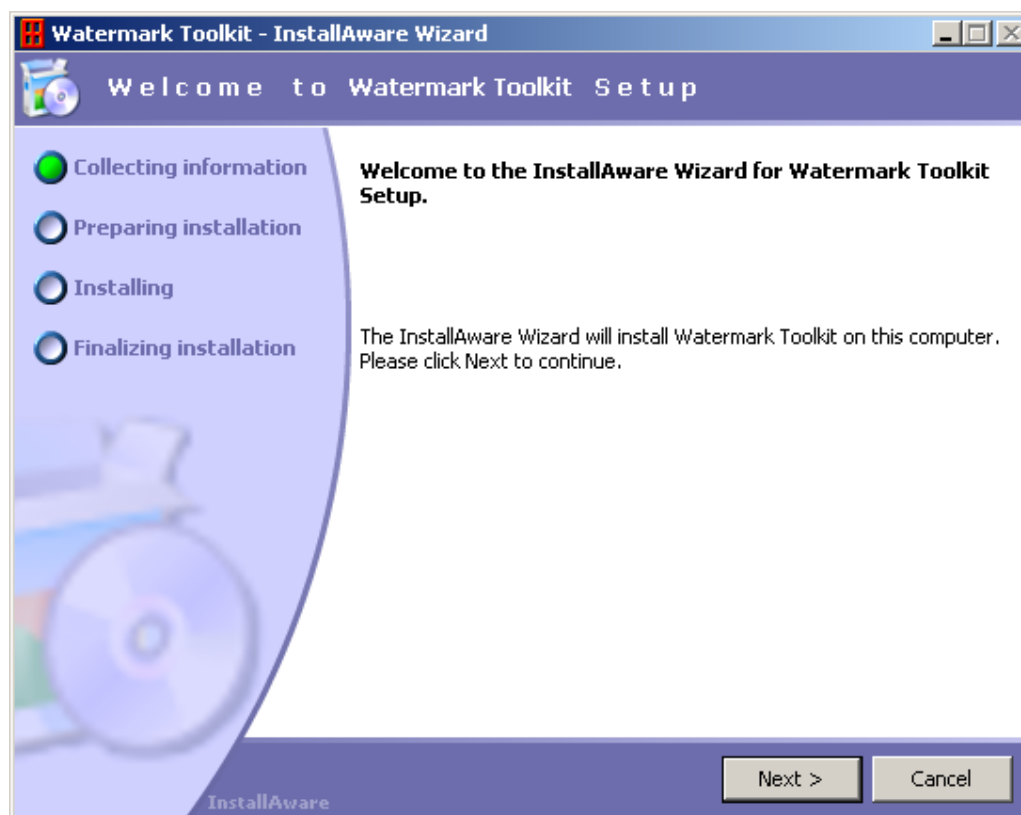 Watermark Toolkit - InstallAware Wizard
Welcome to Watermark Toolkit Setup
Collecting information
Preparing installation
Installing
Finalizing installation
Welcome to the InstallAware Wizard for Watermark Toolkit
Setup.
The InstallAware Wizard will install Watermark Toolkit on this computer.
Please click Next to continue.
InstallAware
Next >
Cancel